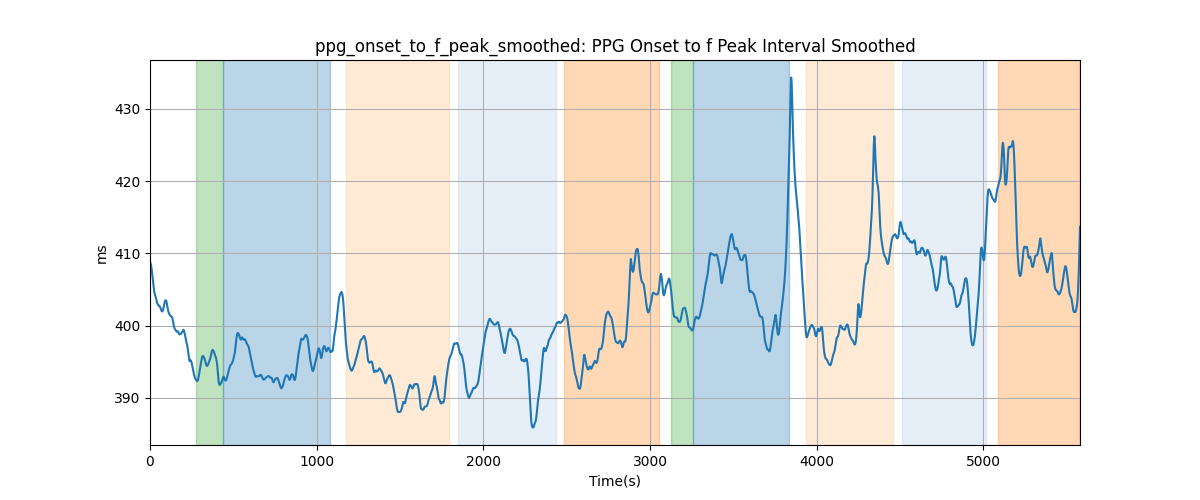 ppg_onset_to_f_peak_smoothed: PPG Onset to f Peak Interval Smoothed
430
420
410
400
390
ms
0 1000 2000 3000 4000 5000
Time(s)